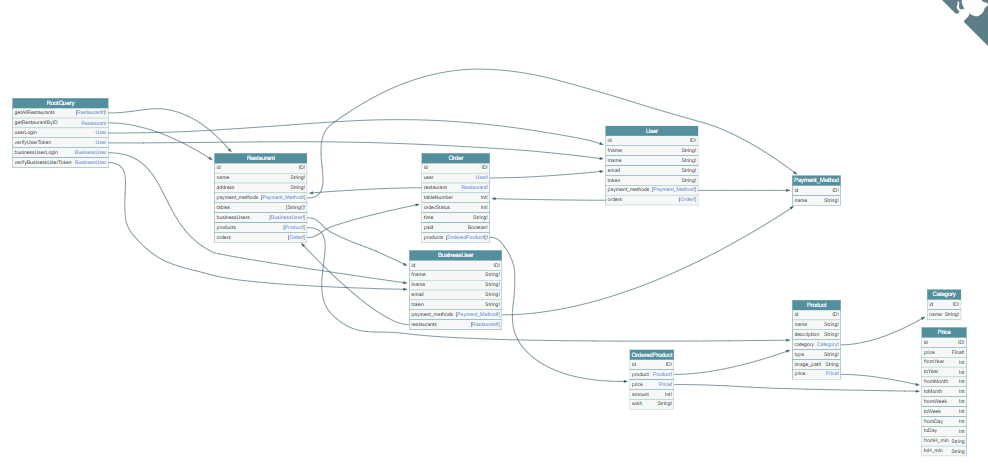 RootQuery
getAllRestaurants [Restaurant!]!
getRestaurantByID Restaurant
userLogin User
verifyUserToken User
businessUserLogin BusinessUser
verifyBusinessUserToken BusinessUser
Restaurant
id ID!
name String!
address String!
payment_methods [Payment_Method!]
tables [String!]!
businessUsers [BusinessUser!]
products [Product!]
orders [Order!]
Order
id ID!
user User!
restaurant Restaurant!
tableNumber Int!
orderStatus Int!
time String!
paid Boolean!
products [OrderedProduct!]!
BusinessUser
id ID!
fname String!
lname String!
email String!
token String!
payment_methods [Payment_Method!]
restaurants [Restaurant!]
User
id ID!
fname String!
lname String!
email String!
token String!
payment_methods [Payment_Method!]
orders [Order!]
Payment_Method
id ID!
name String!
OrderedProduct
id ID!
product Product!
price Price!
amount Int!
wish String!
Product
id ID!
name String!
description String!
category Category!
type String!
image_path String
price Price!
Category
id ID!
name String!
Price
id ID!
price Float!
fromYear Int
toYear Int
fromMonth Int
toMonth Int
fromWeek Int
toWeek Int
fromDay Int
toDay Int
fromH_min String
toH_min String